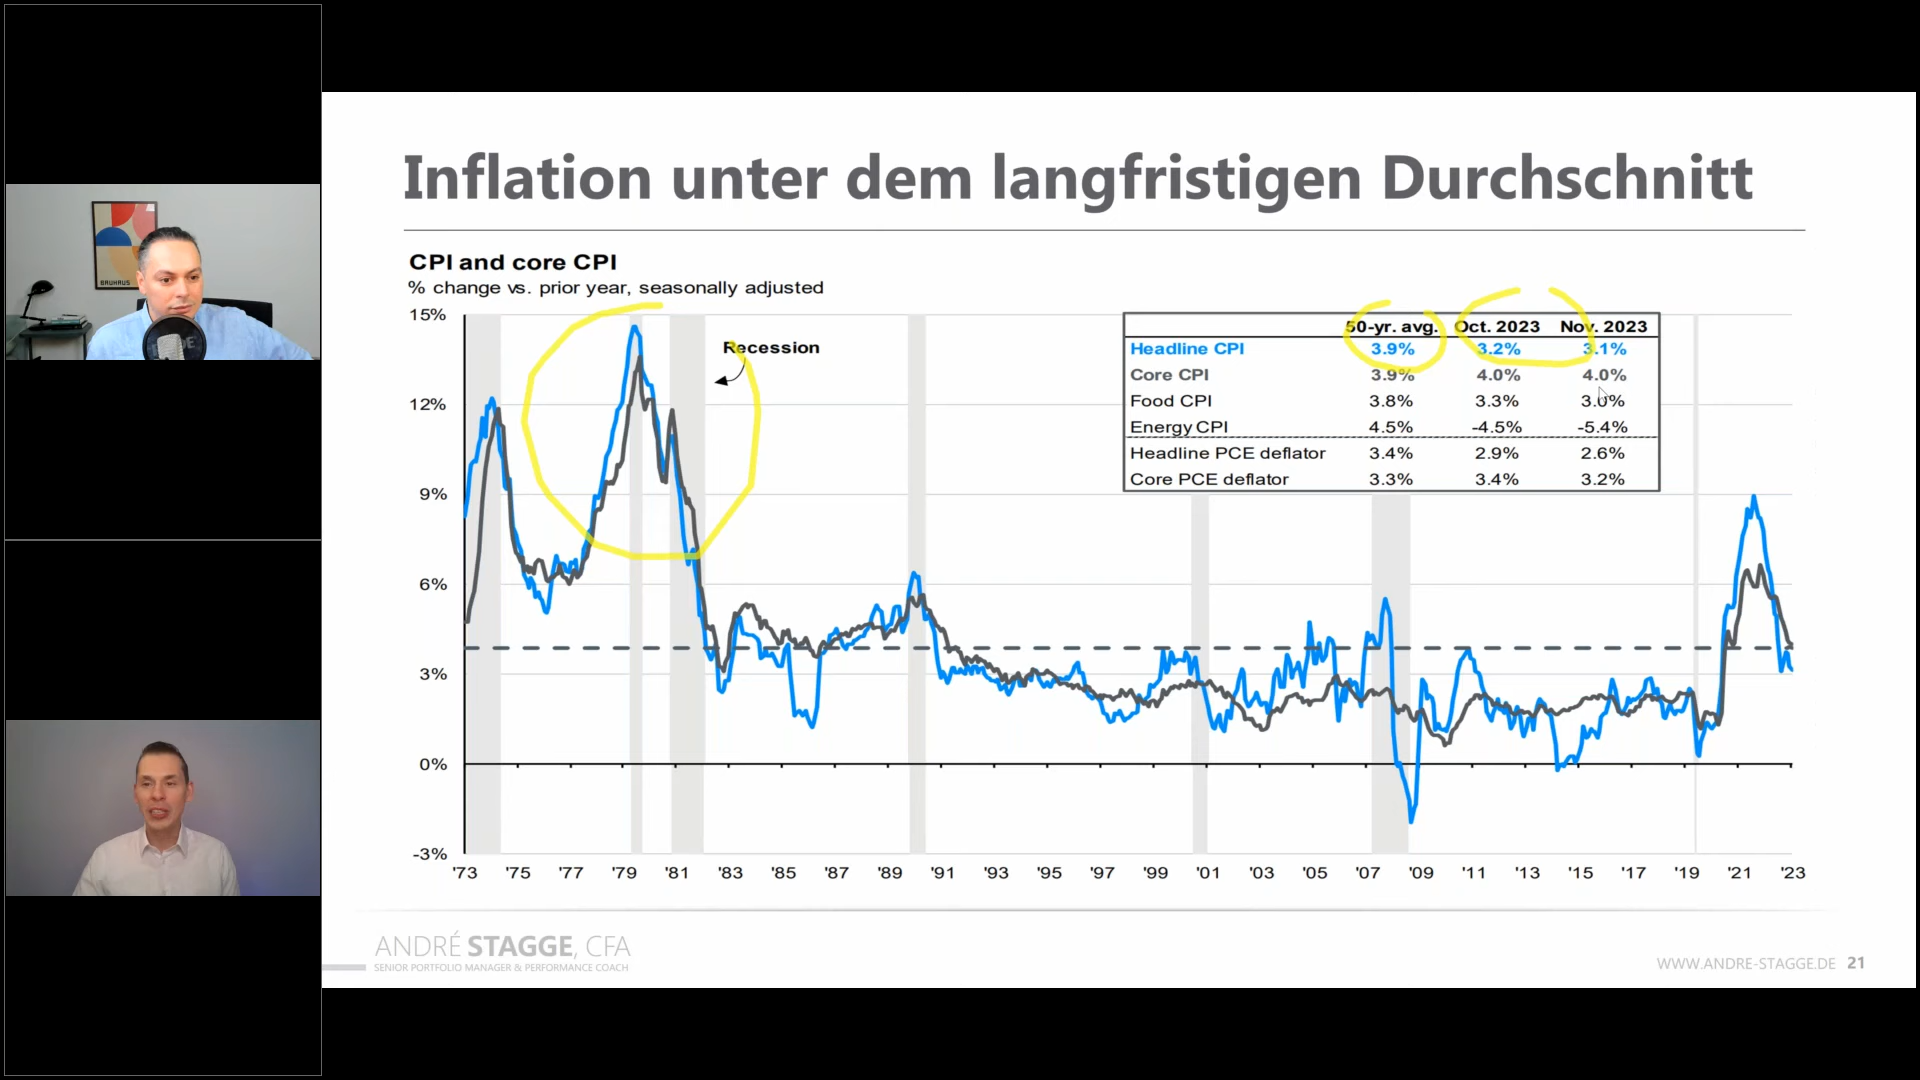 BAUHAUS
Inflation unter dem langfristigen Durchschnitt
CPI and core CPI
% change vs. prior year, seasonally adjusted
15%
12%
9%
6%
3%
0%
-3%
Recession
50-yr. avg. Oct. 2023 Nov. 2023
Headline CPI 3.9% 3.2% 3.1%
Core CPI 3.9% 4.0% 4.0%
Food CPI 3.8% 3.3% 3.0%
Energy CPI 4.5% -4.5% -5.4%
Headline PCE deflator 3.4% 2.9% 2.6%
Core PCE deflator 3.3% 3.4% 3.2%
'73 '75 '77 '79 '81 '83 '85 '87 '89 '91 '93 '95 '97 '99 '01 '03 '05 '07 '09 '11 '13 '15 '17 '19 '21 '23
ANDRÉ STAGGE, CFA
SENIOR PORTFOLIO MANAGER & PERFORMANCE COACH
WWW.ANDRE-STAGGE.DE 21